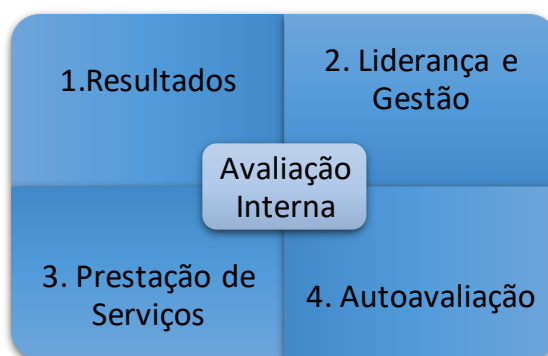 1.Resultados
2. Liderança e
Gestão
Avaliação
Interna
3. Prestação de
Serviços
4. Autoavaliação